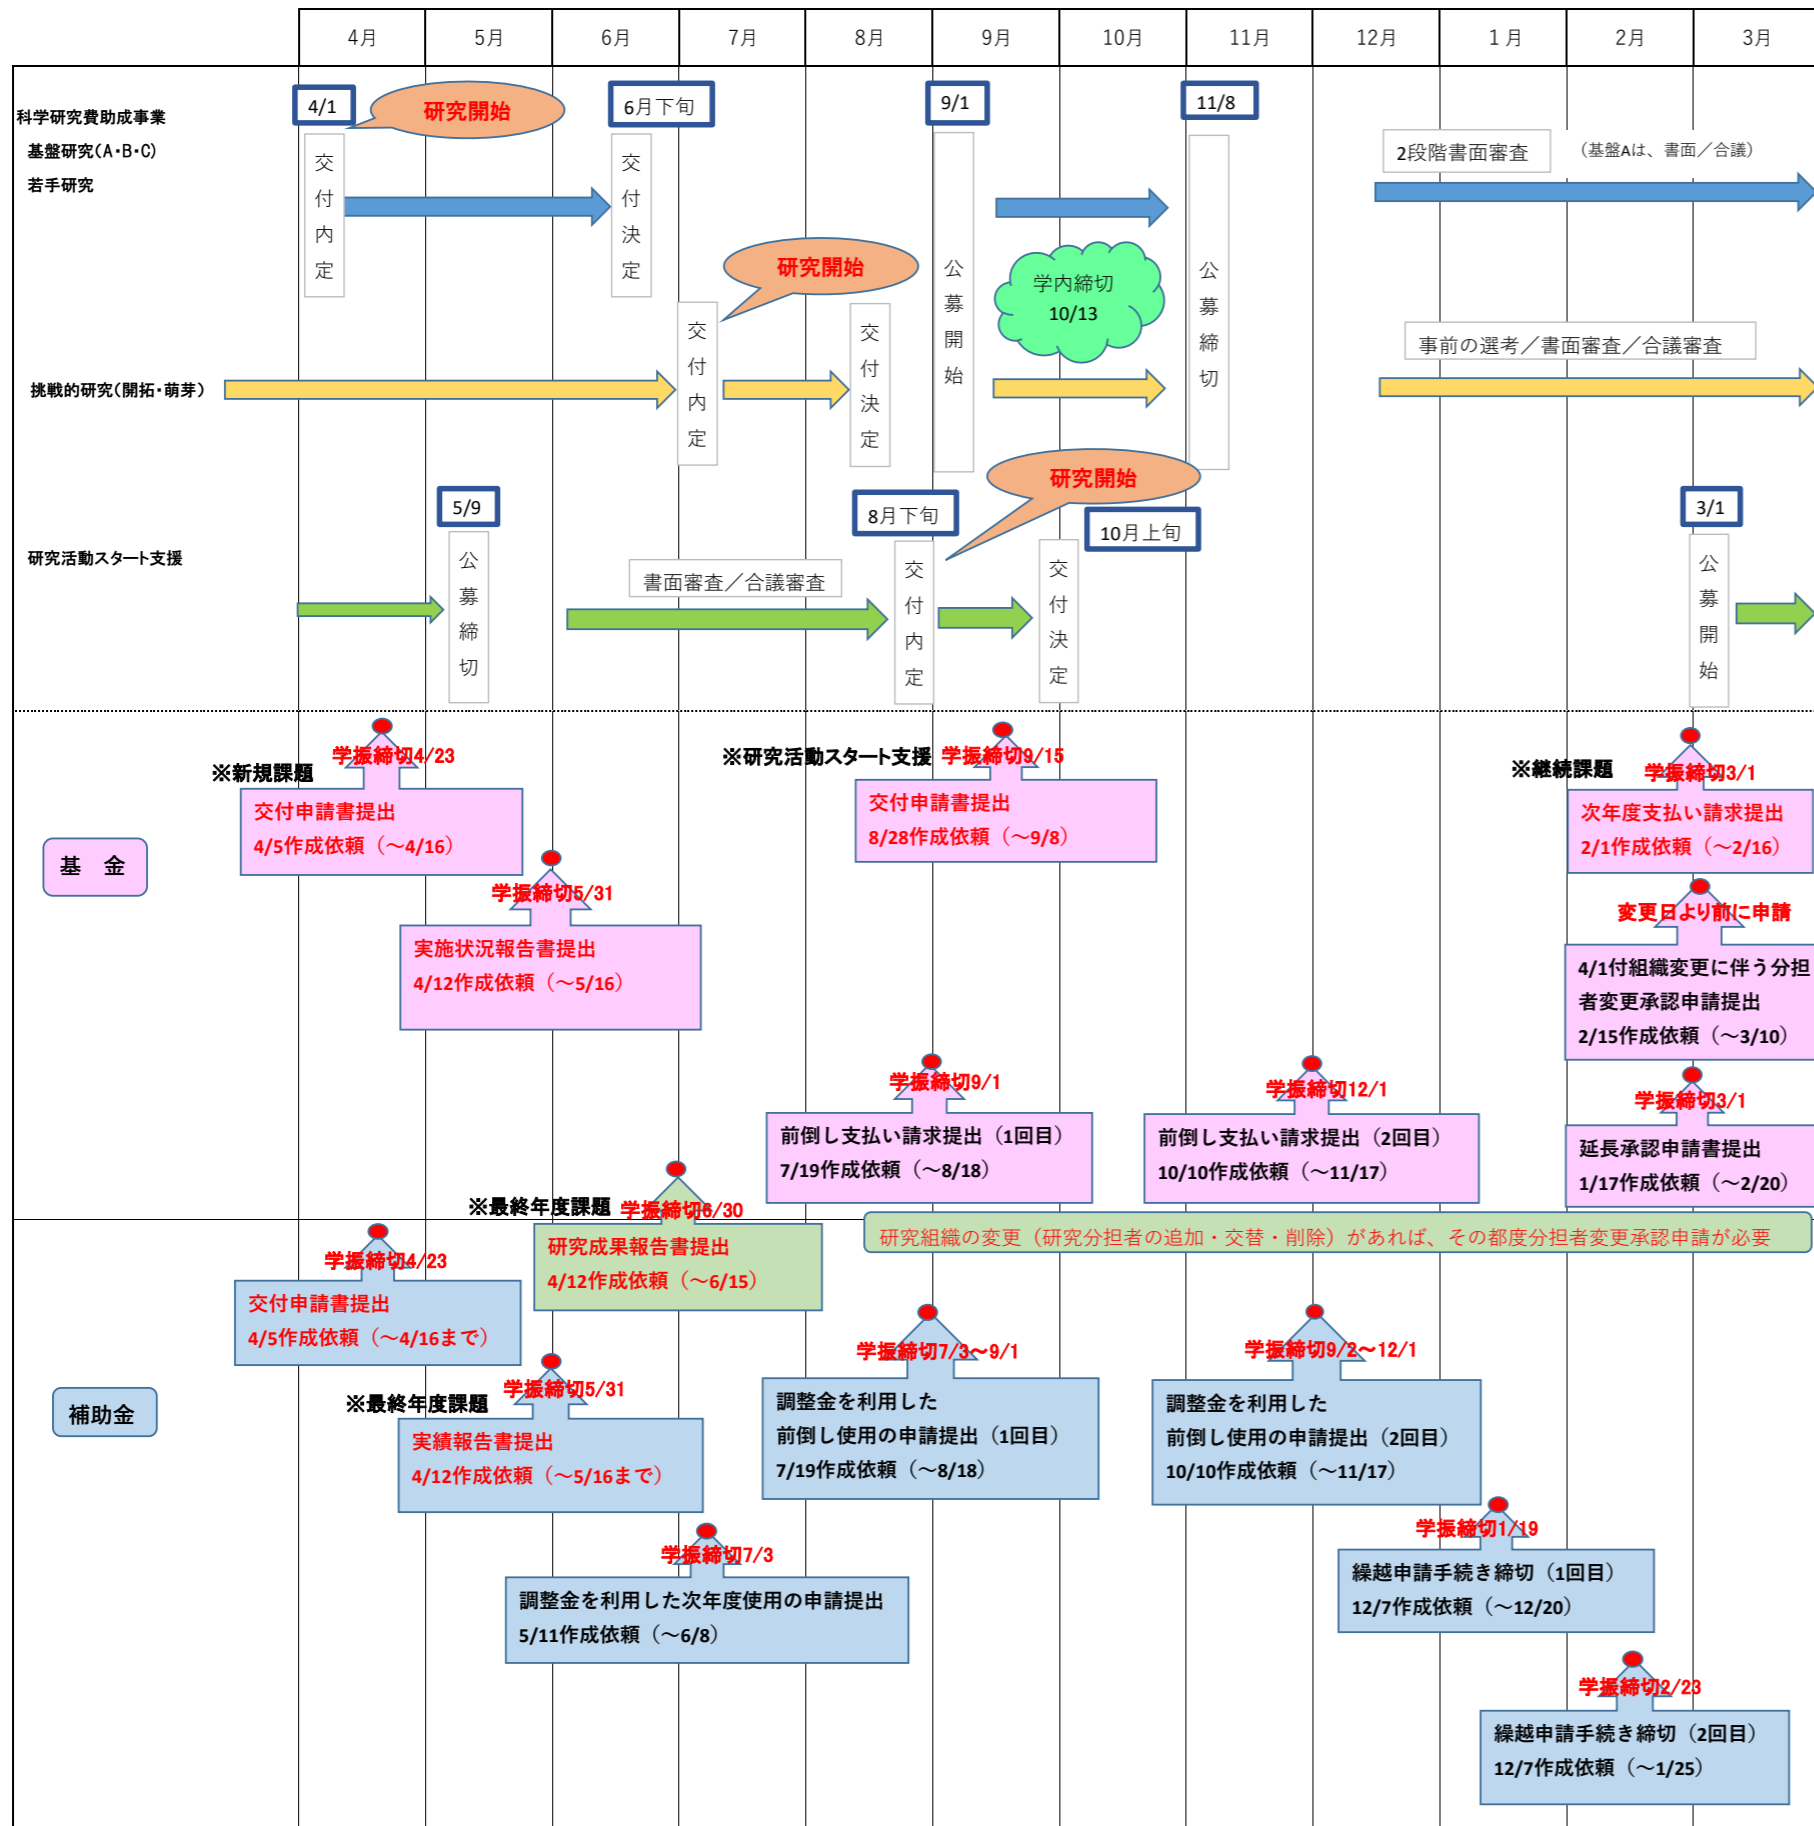 4月 5月 6月 7月 8月 9月 10月 11月 12月 1月 2月 3月
科学研究費助成事業
基盤研究(A・B・C)
若手研究
4/1
研究開始
6月下旬
9/1
11/8
交付内定
交付決定
2段階書面審査
(基盤Aは、書面／合議)
研究開始
公募開始
学内締切
10/13
公募締切
挑戦的研究(開拓・萌芽)
交付内定
交付決定
事前の選考／書面審査／合議審査
研究活動スタート支援
5/9
公募締切
書面審査／合議審査
8月下旬
交付内定
研究開始
10月上旬
交付決定
3/1
公募開始
基　金
※新規課題
学振締切4/23
交付申請書提出
4/5作成依頼（～4/16）
※研究活動スタート支援
学振締切9/15
交付申請書提出
8/28作成依頼（～9/8）
※継続課題
学振締切3/1
次年度支払い請求提出
2/1作成依頼（～2/16）
学振締切5/31
実施状況報告書提出
4/12作成依頼（～5/16）
変更日より前に申請
4/1付組織変更に伴う分担
者変更承認申請提出
2/15作成依頼（～3/10）
学振締切9/1
前倒し支払い請求提出（1回目）
7/19作成依頼（～8/18）
学振締切12/1
前倒し支払い請求提出（2回目）
10/10作成依頼（～11/17）
学振締切3/1
延長承認申請書提出
1/17作成依頼（～2/20）
※最終年度課題
学振締切6/30
研究成果報告書提出
4/12作成依頼（～6/15）
研究組織の変更（研究分担者の追加・交替・削除）があれば、その都度分担者変更承認申請が必要
補助金
学振締切4/23
交付申請書提出
4/5作成依頼（～4/16まで）
※最終年度課題
学振締切5/31
実績報告書提出
4/12作成依頼（～5/16まで）
学振締切7/3～9/1
調整金を利用した
前倒し使用の申請提出（1回目）
7/19作成依頼（～8/18）
学振締切9/2～12/1
調整金を利用した
前倒し使用の申請提出（2回目）
10/10作成依頼（～11/17）
学振締切7/3
調整金を利用した次年度使用の申請提出
5/11作成依頼（～6/8）
学振締切1/19
繰越申請手続き締切（1回目）
12/7作成依頼（～12/20）
学振締切2/23
繰越申請手続き締切（2回目）
12/7作成依頼（～1/25）